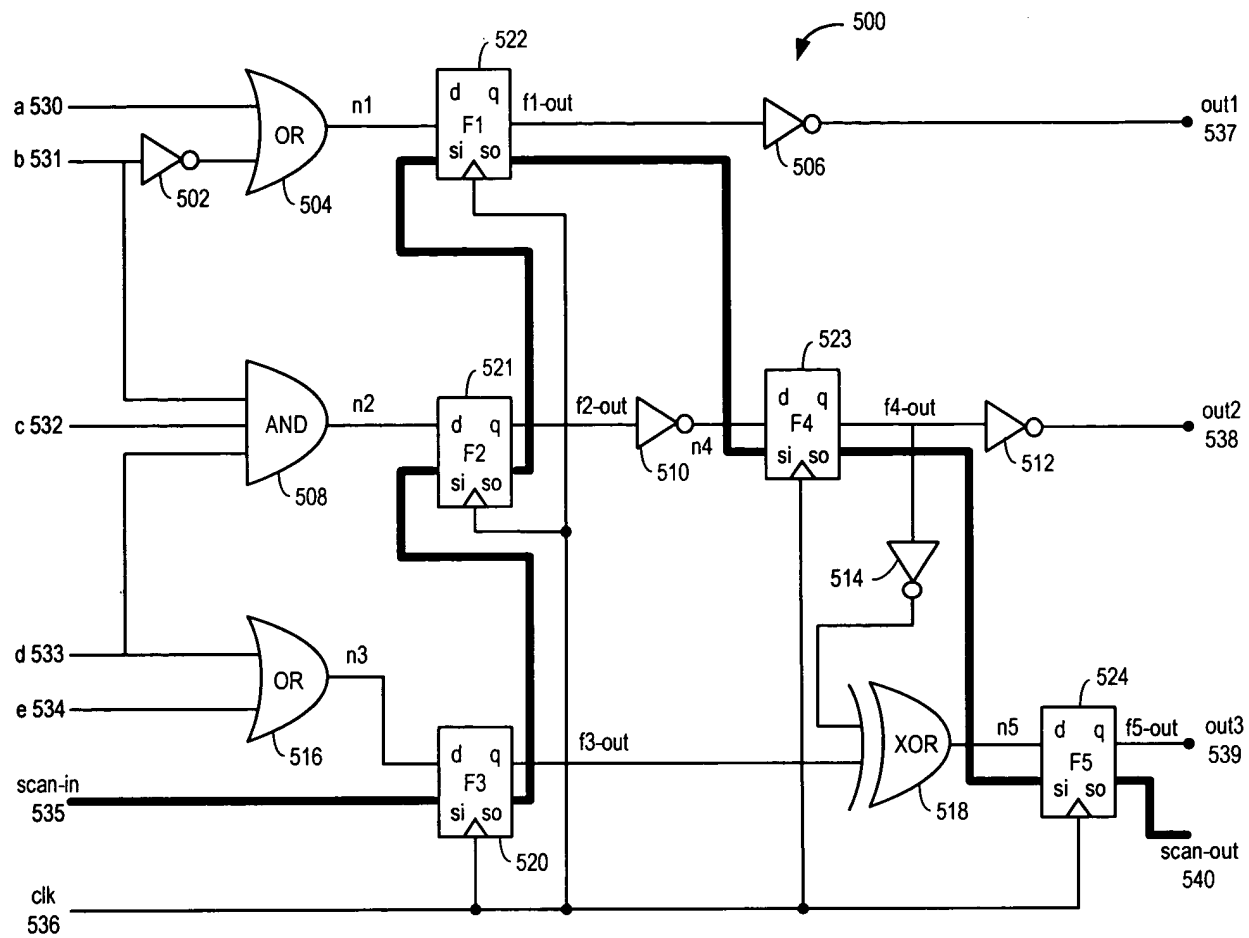 500
522
a 530
n1
d q
f1-out
out1
537
OR
F1
b 531
si so
506
502
504
523
521
d q
f4-out
out2
538
c 532
AND
n2
d q
f2-out
F4
F2
n4
si so
si so
510
512
508
514
d 533
n3
OR
524
e 534
n5
d q
f5-out
out3
539
516
d q
f3-out
XOR
F5
scan-in
535
F3
si so
si so
518
scan-out
540
520
clk
536